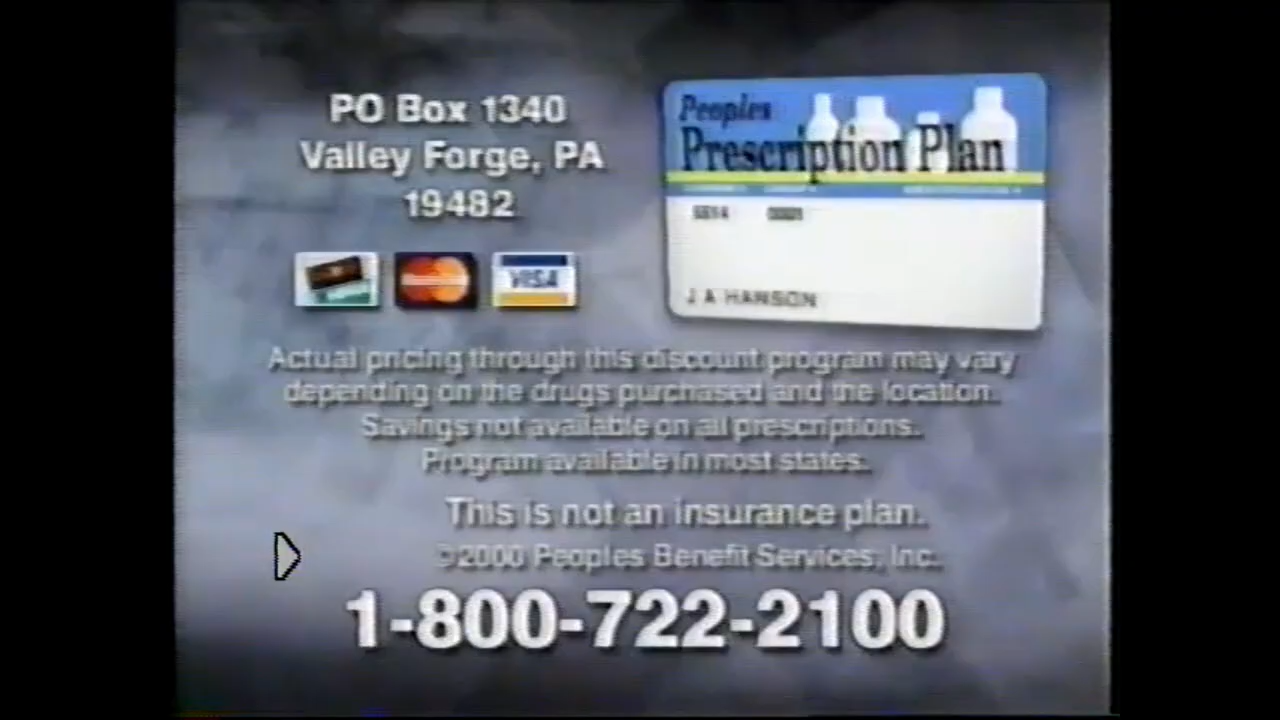 PO Box 1340
Valley Forge, PA
19482
VISA
Peoples
Prescription Plan
J A HANSON
Actual pricing through this discount program may vary
depending on the drugs purchased and the location.
Savings not available on all prescriptions.
Program available in most states.
This is not an insurance plan.
©2000 Peoples Benefit Services, Inc.
1-800-722-2100